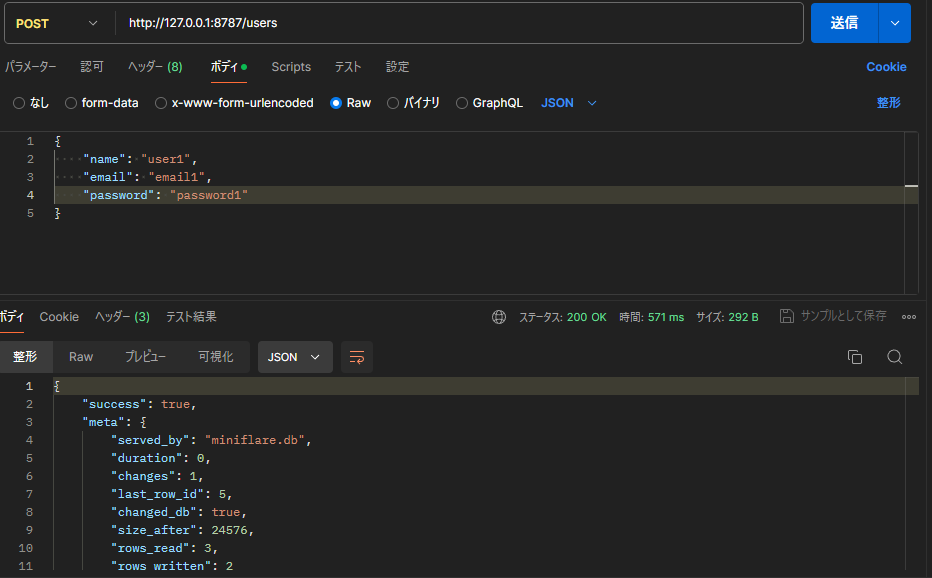 POST http://127.0.0.1:8787/users 送信
パラメーター 認可 ヘッダー (8) ボディ Scripts テスト 設定 Cookie
なし form-data x-www-form-urlencoded Raw バイナリ GraphQL JSON 整形
1 {
2 ····"name":·"user1",
3 ····"email":·"email1",
4 ····"password":·"password1"
5 }
ボディ Cookie ヘッダー (3) テスト結果 ステータス: 200 OK 時間: 571 ms サイズ: 292 B サンプルとして保存
整形 Raw プレビュー 可視化 JSON
1 {
2 "success": true,
3 "meta": {
4 "served_by": "miniflare.db",
5 "duration": 0,
6 "changes": 1,
7 "last_row_id": 5,
8 "changed_db": true,
9 "size_after": 24576,
10 "rows_read": 3,
11 "rows_written": 2